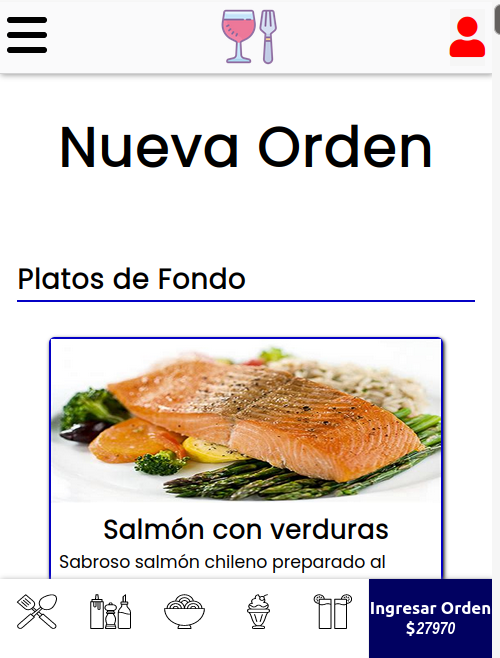 Nueva Orden
Platos de Fondo
Salmón con verduras
Sabroso salmón chileno preparado al
Ingresar Orden
$27970